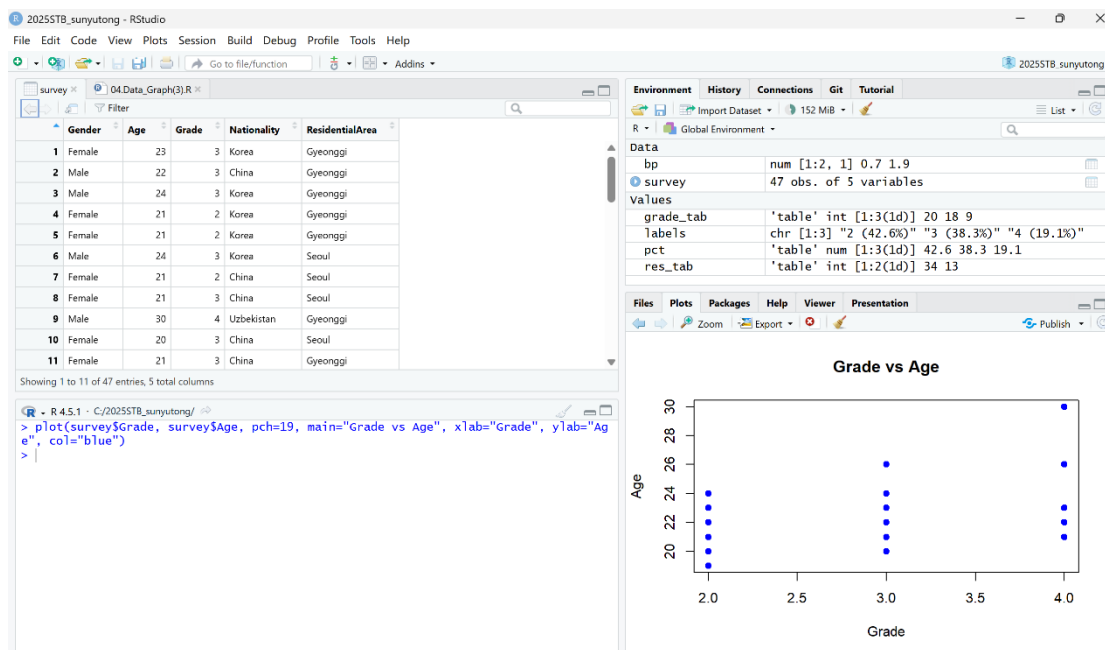 2025STB_sunyutong - RStudio
File Edit Code View Plots Session Build Debug Profile Tools Help
Go to file/function Addins 2025STB_sunyutong
survey 04.Data_Graph(3).R
Filter
Gender Age Grade Nationality ResidentialArea
1 Female 23 3 Korea Gyeonggi
2 Male 22 3 China Gyeonggi
3 Male 24 3 Korea Gyeonggi
4 Female 21 2 Korea Gyeonggi
5 Female 21 2 Korea Gyeonggi
6 Male 24 3 Korea Seoul
7 Female 21 2 China Seoul
8 Female 21 3 China Seoul
9 Male 30 4 Uzbekistan Gyeonggi
10 Female 20 3 China Seoul
11 Female 21 3 China Gyeonggi
Showing 1 to 11 of 47 entries, 5 total columns
R 4.5.1 · C:/2025STB_sunyutong/
> plot(survey$Grade, survey$Age, pch=19, main="Grade vs Age", xlab="Grade", ylab="Ag
e", col="blue")
>
Environment History Connections Git Tutorial
Import Dataset 152 MiB List
R Global Environment
Data
bp num [1:2, 1] 0.7 1.9
survey 47 obs. of 5 variables
Values
grade_tab 'table' int [1:3(1d)] 20 18 9
labels chr [1:3] "2 (42.6%)" "3 (38.3%)" "4 (19.1%)"
pct 'table' num [1:3(1d)] 42.6 38.3 19.1
res_tab 'table' int [1:2(1d)] 34 13
Files Plots Packages Help Viewer Presentation
Zoom Export Publish
Grade vs Age
Age
30
28
26
24
22
20
2.0 2.5 3.0 3.5 4.0
Grade